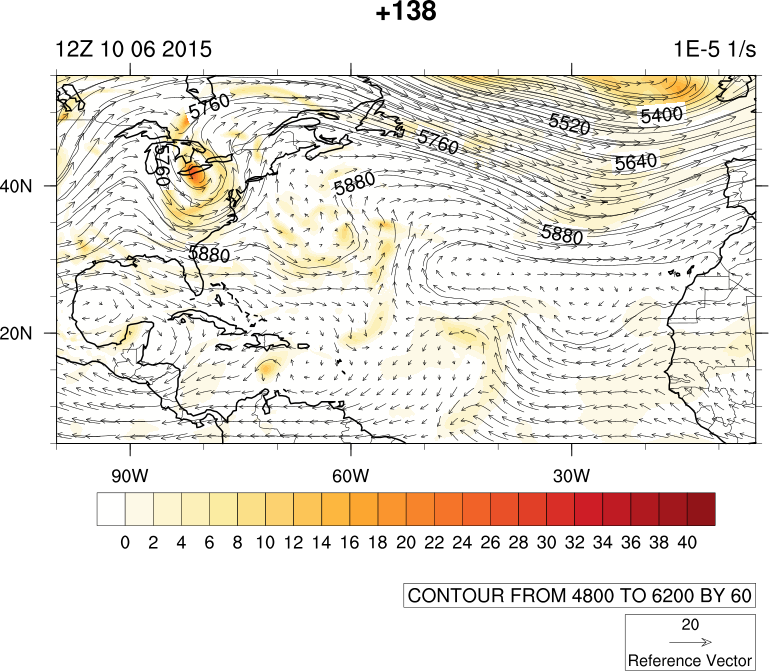 +138
12Z 10 06 2015 1E-5 1/s
5760
5400
5520
5760
5760
5640
40N
5880
5880
5880
20N
90W 60W 30W
0 2 4 6 8 10 12 14 16 18 20 22 24 26 28 30 32 34 36 38 40
CONTOUR FROM 4800 TO 6200 BY 60
20
Reference Vector